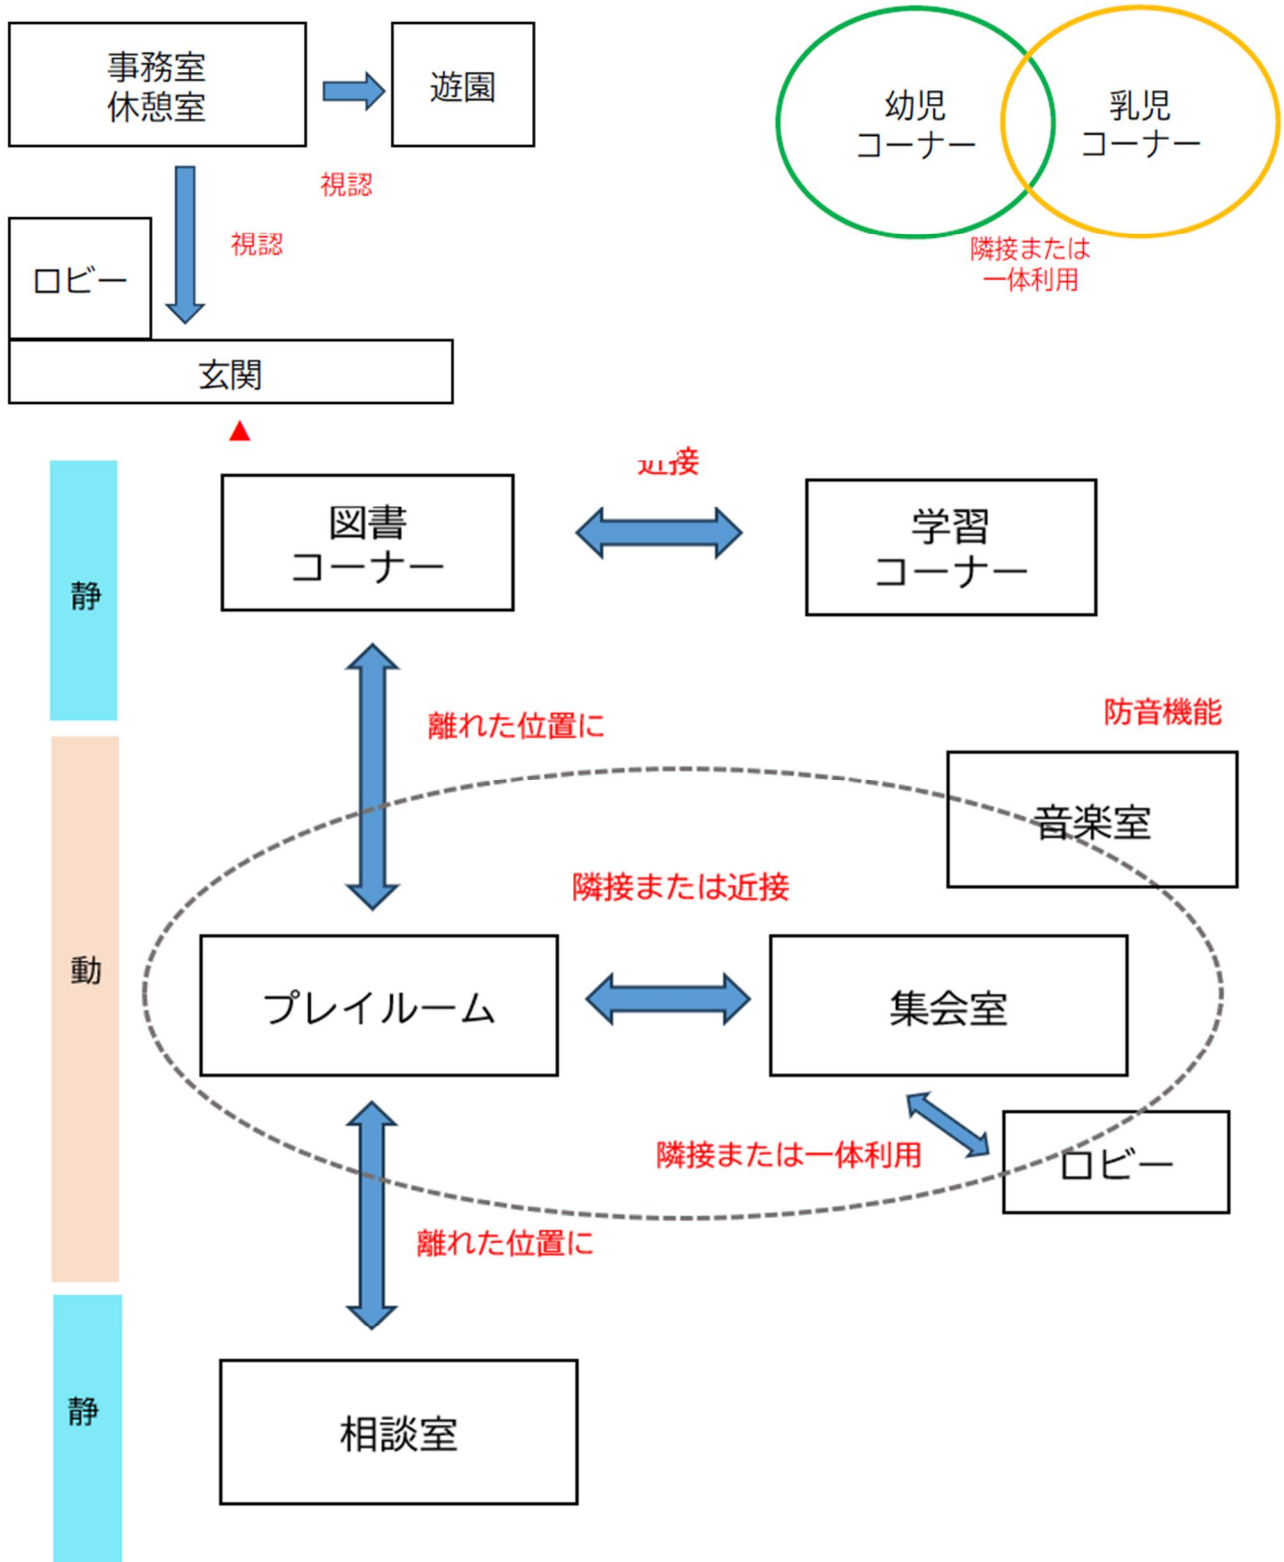 事務室
休憩室
遊園
視認
視認
ロビー
玄関
幼児
コーナー
乳児
コーナー
隣接または
一体利用
近接
静
図書
コーナー
学習
コーナー
離れた位置に
防音機能
音楽室
動
隣接または近接
プレイルーム
集会室
隣接または一体利用
ロビー
離れた位置に
静
相談室